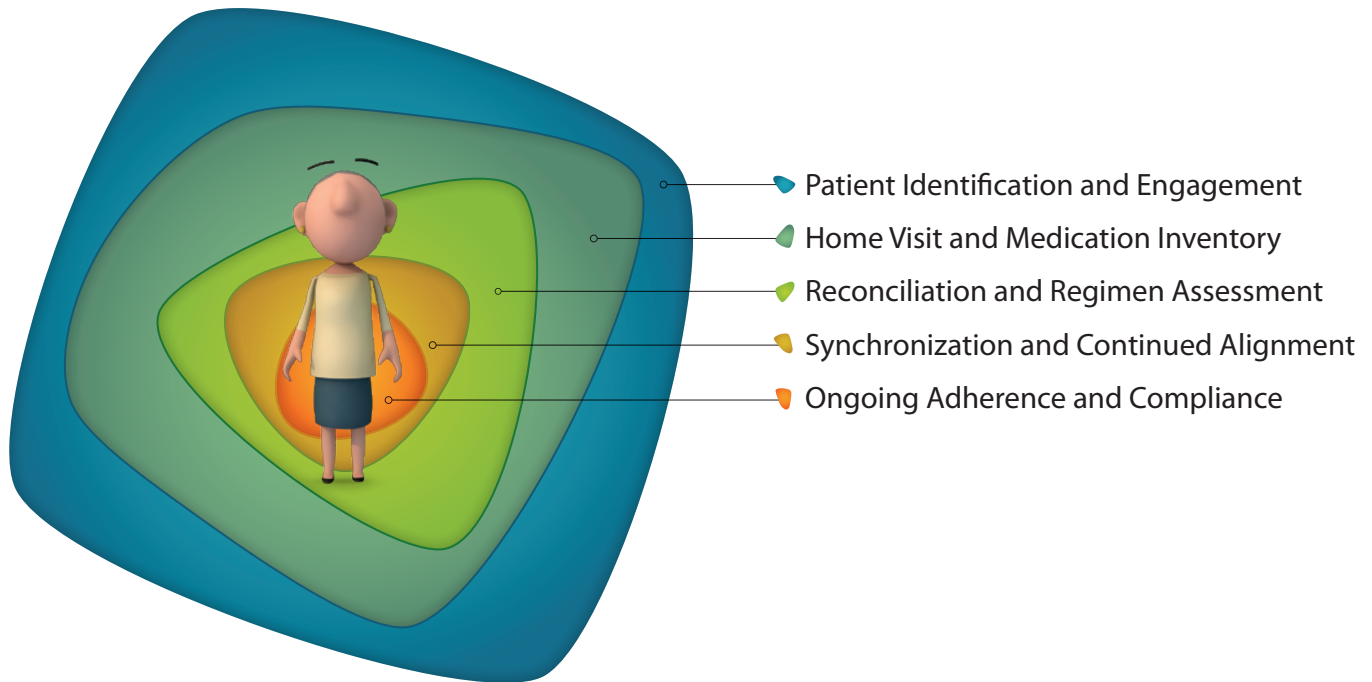 Patient Identification and Engagement
Home Visit and Medication Inventory
Reconciliation and Regimen Assessment
Synchronization and Continued Alignment
Ongoing Adherence and Compliance